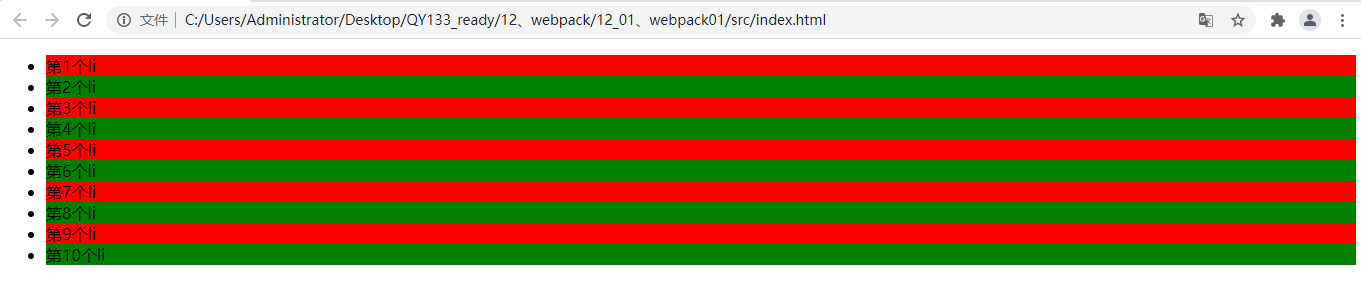 文件 C:/Users/Administrator/Desktop/QY133_ready/12、webpack/12_01、webpack01/src/index.html
第1个li
第2个li
第3个li
第4个li
第5个li
第6个li
第7个li
第8个li
第9个li
第10个li